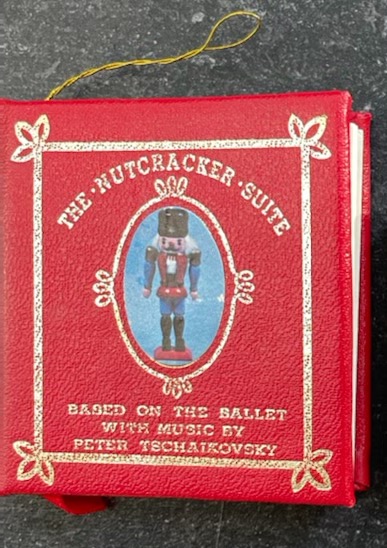 THE·NUTCRACKER·SUITE
BASED ON THE BALLET
WITH MUSIC BY
PETER TSCHAIKOVSKY